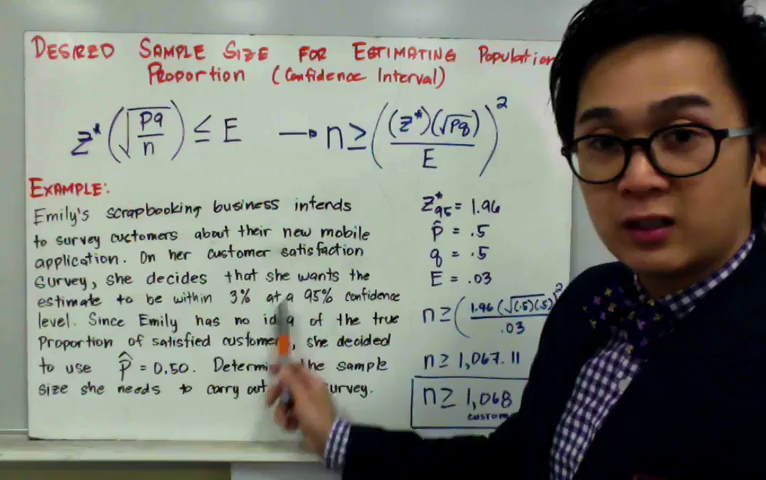 DESIRED SAMPLE SIZE FOR ESTIMATING Population
Proportion (Confidence Interval)
z* (√(pq/n)) ≤ E → n ≥ ((z*)(√pq)/E)²
EXAMPLE:
Emily's scrapbooking business intends
to survey customers about their new mobile
application. On her customer satisfaction
survey, she decides that she wants the
estimate to be within 3% at a 95% confidence
level. Since Emily has no idea of the true
Proportion of satisfied customers, she decided
to use p̂ = 0.50. Determine the sample
size she needs to carry out survey.
z*95 = 1.96
p̂ = .5
q = .5
E = .03
n ≥ (1.96 (√(.5)(.5))/.03)²
n ≥ 1,067.11
n ≥ 1,068